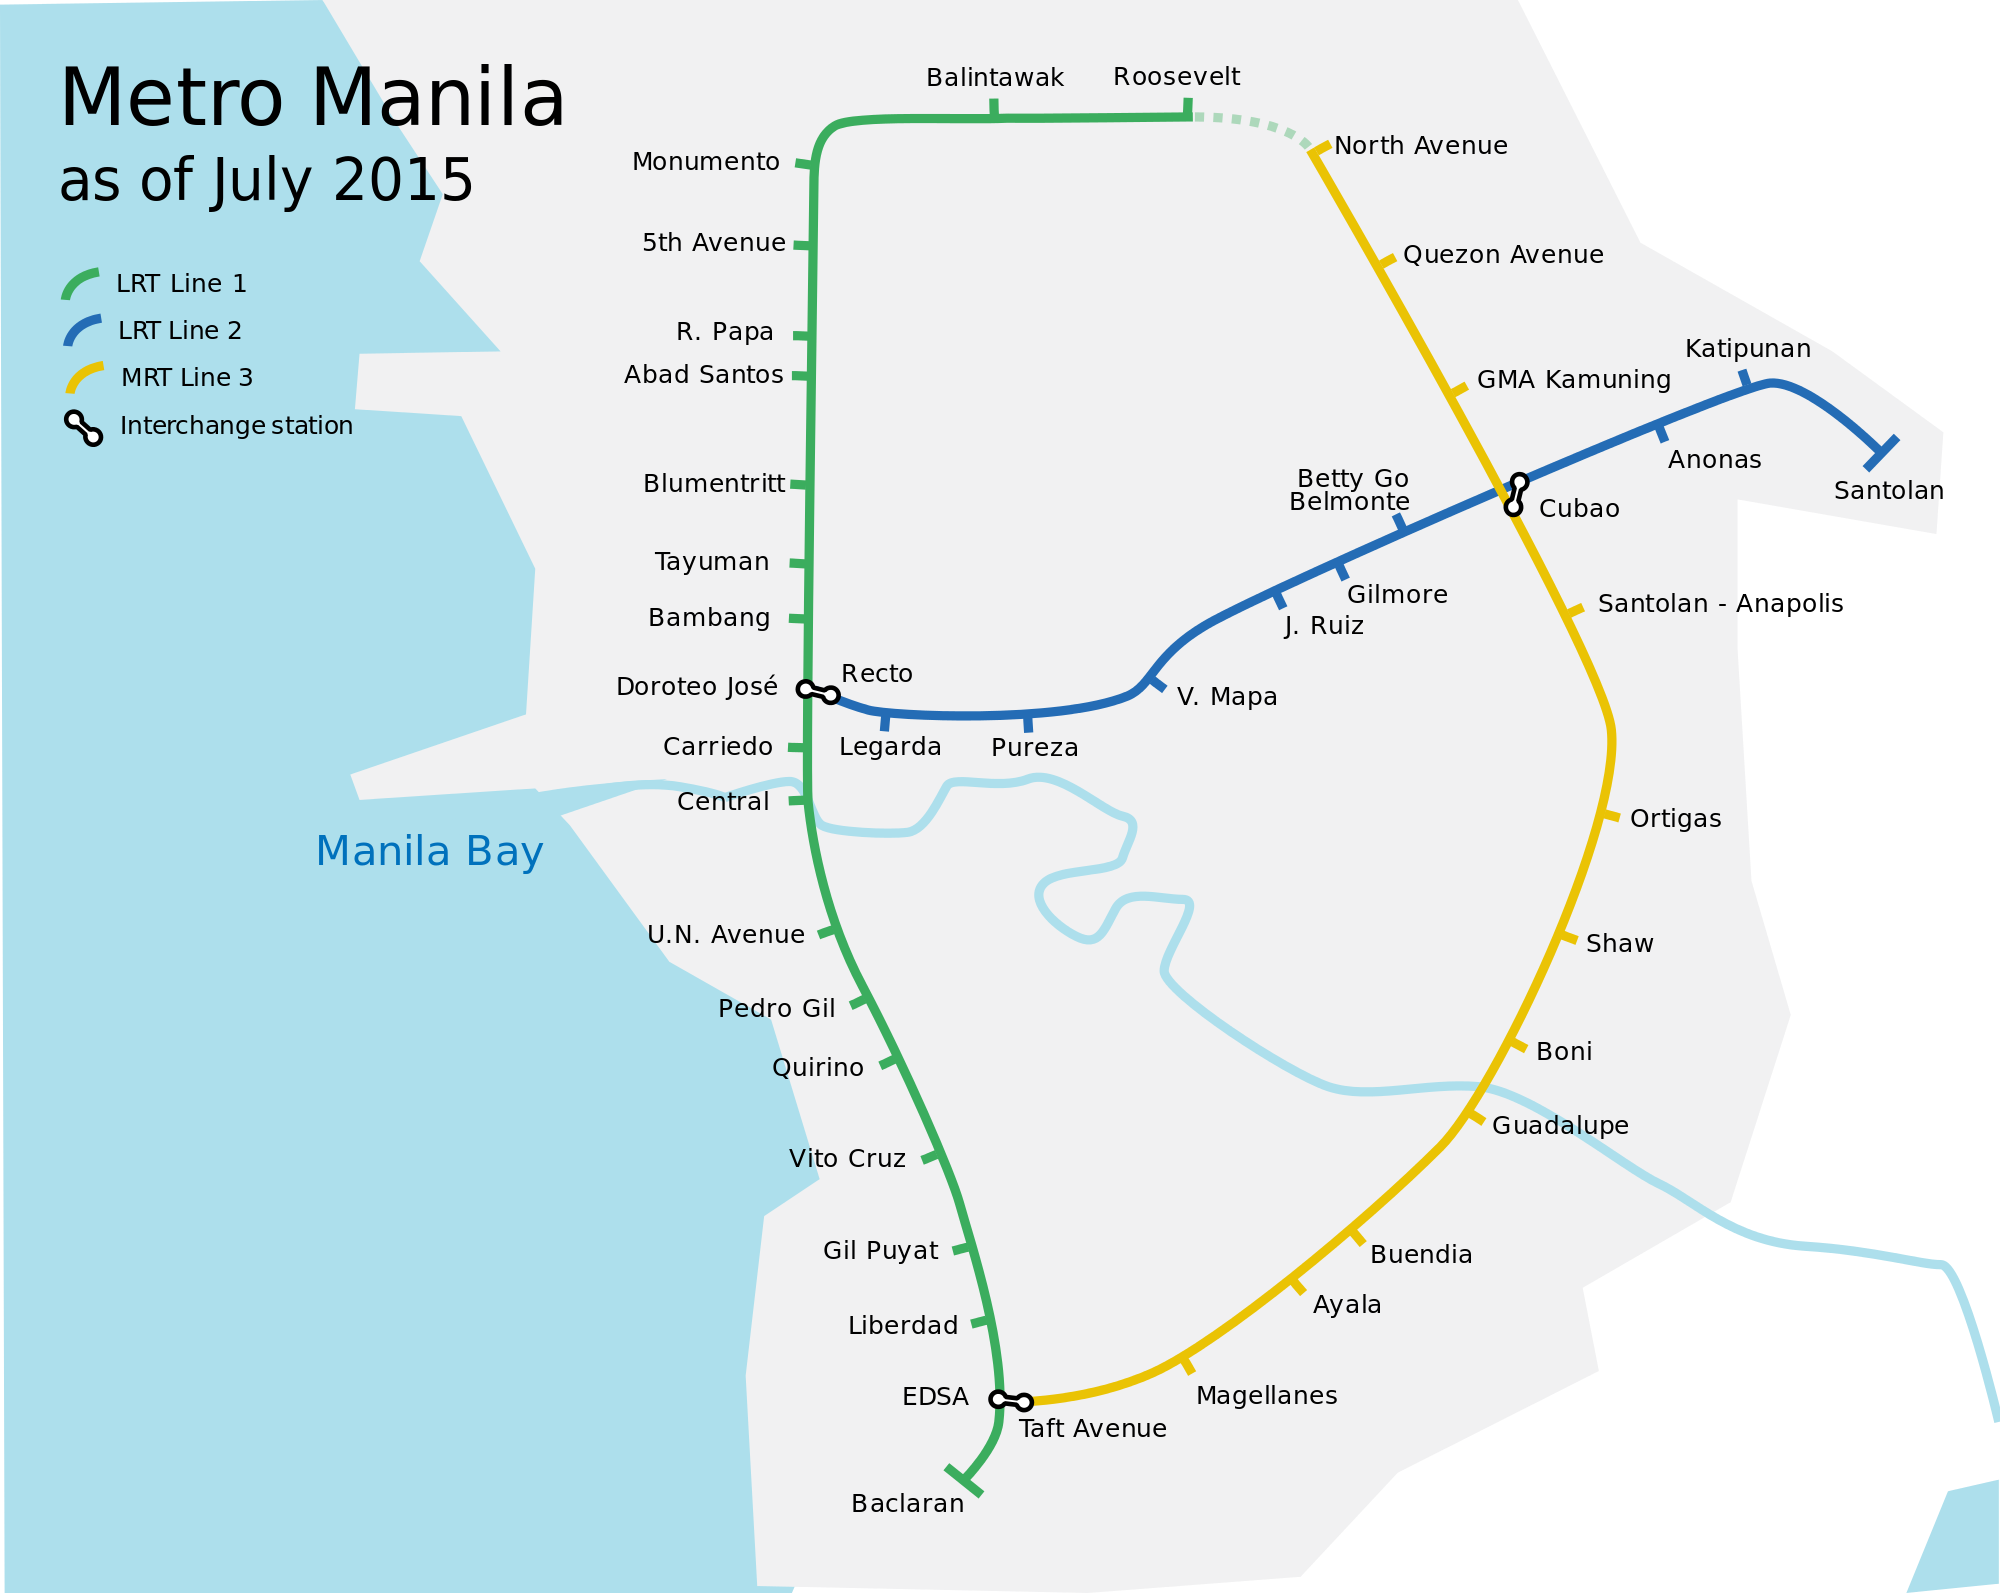 Metro Manila
as of July 2015
LRT Line 1
LRT Line 2
MRT Line 3
Interchange station
Balintawak
Roosevelt
North Avenue
Monumento
5th Avenue
Quezon Avenue
R. Papa
Abad Santos
Katipunan
GMA Kamuning
Anonas
Santolan
Betty Go
Belmonte
Cubao
Blumentritt
Tayuman
Gilmore
J. Ruiz
Santolan - Anapolis
Bambang
Doroteo José
Recto
V. Mapa
Carriedo
Legarda
Pureza
Central
Manila Bay
Ortigas
U.N. Avenue
Shaw
Pedro Gil
Boni
Quirino
Guadalupe
Vito Cruz
Gil Puyat
Buendia
Ayala
Liberdad
EDSA
Magellanes
Taft Avenue
Baclaran